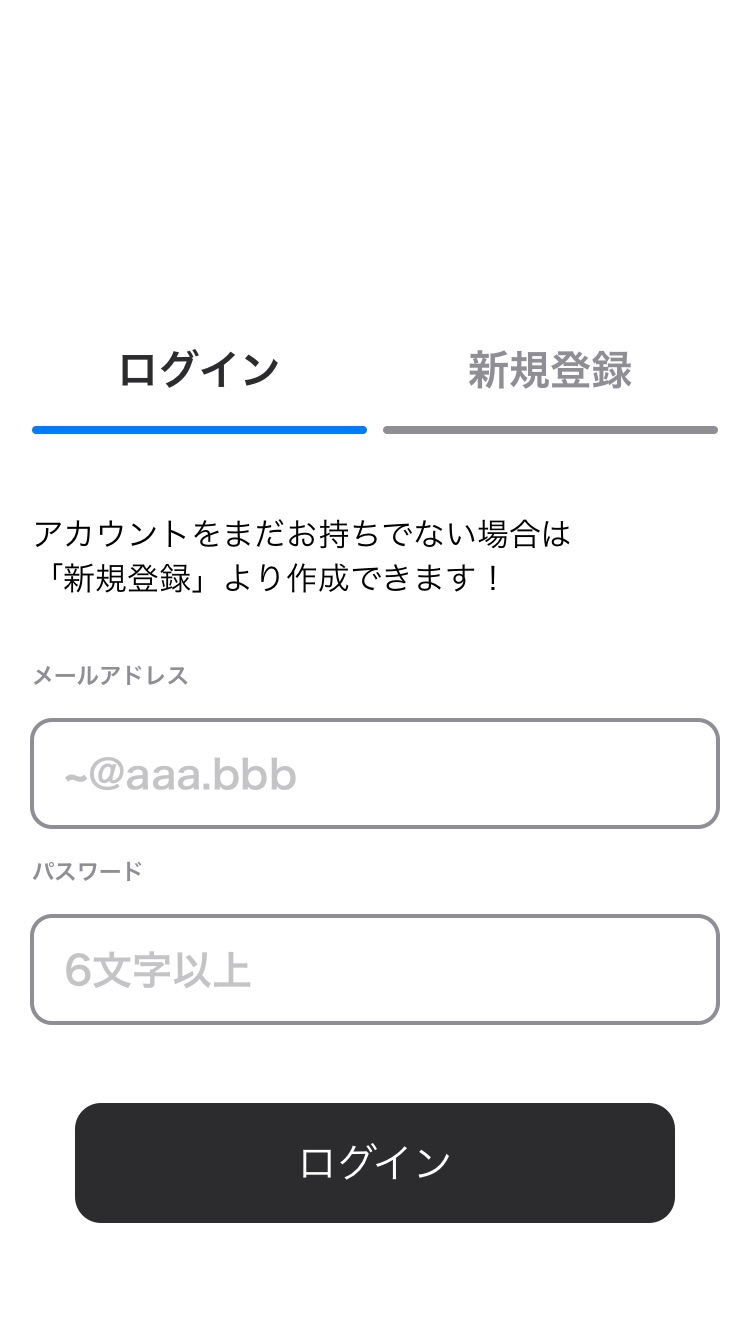 ログイン
新規登録
アカウントをまだお持ちでない場合は
「新規登録」より作成できます！
メールアドレス
~@aaa.bbb
パスワード
6文字以上
ログイン